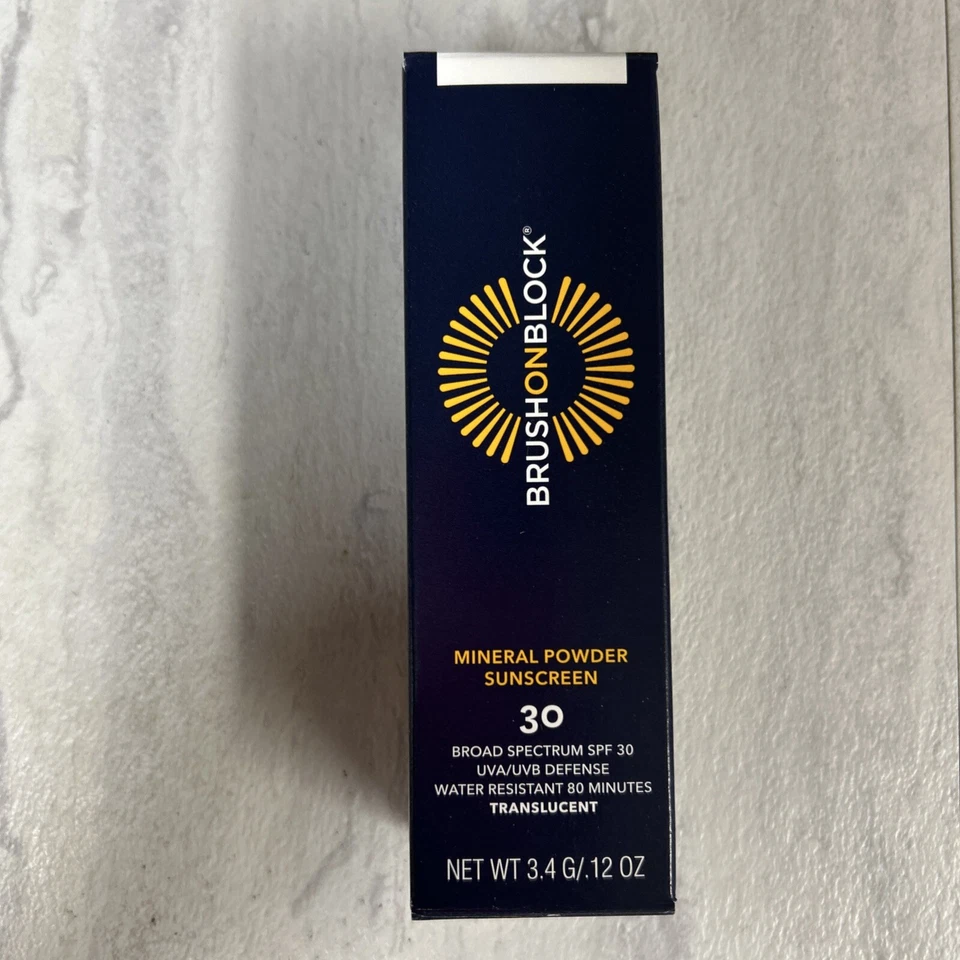 BRUSHONBLOCK®
MINERAL POWDER
SUNSCREEN
30
BROAD SPECTRUM SPF 30
UVA/UVB DEFENSE
WATER RESISTANT 80 MINUTES
TRANSLUCENT
NET WT 3.4 G/.12 OZ